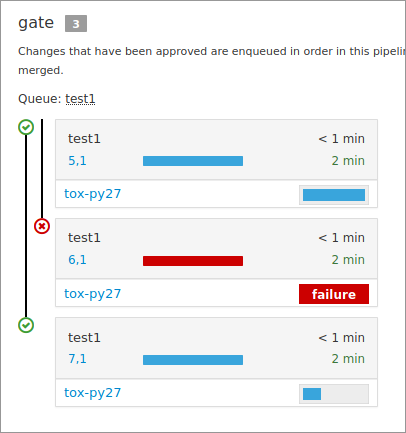 gate 3
Changes that have been approved are enqueued in order in this
merged.
Queue: test1
test1 < 1 min
5,1 2 min
tox-py27
test1 < 1 min
6,1 2 min
tox-py27 failure
test1 < 1 min
7,1 2 min
tox-py27